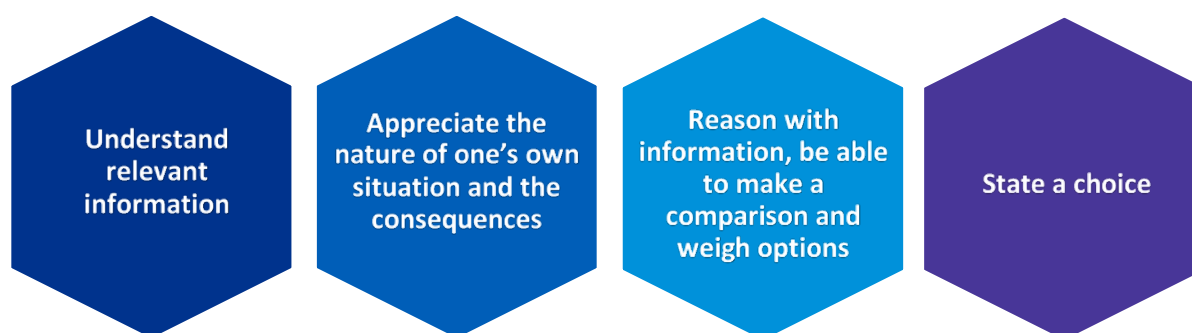 Understand
relevant
information
Appreciate the
nature of one’s own
situation and the
consequences
Reason with
information, be able
to make a
comparison and
weigh options
State a choice